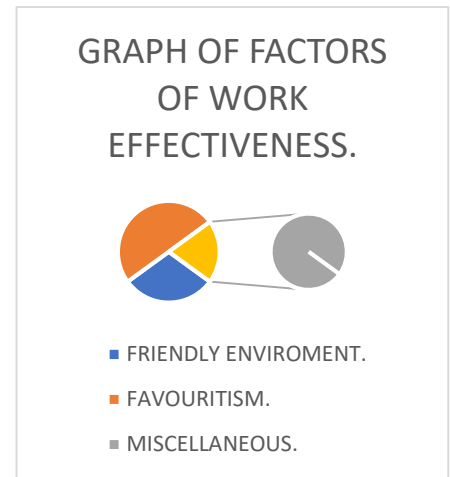 GRAPH OF FACTORS
OF WORK
EFFECTIVENESS.
FRIENDLY ENVIROMENT.
FAVOURITISM.
MISCELLANEOUS.